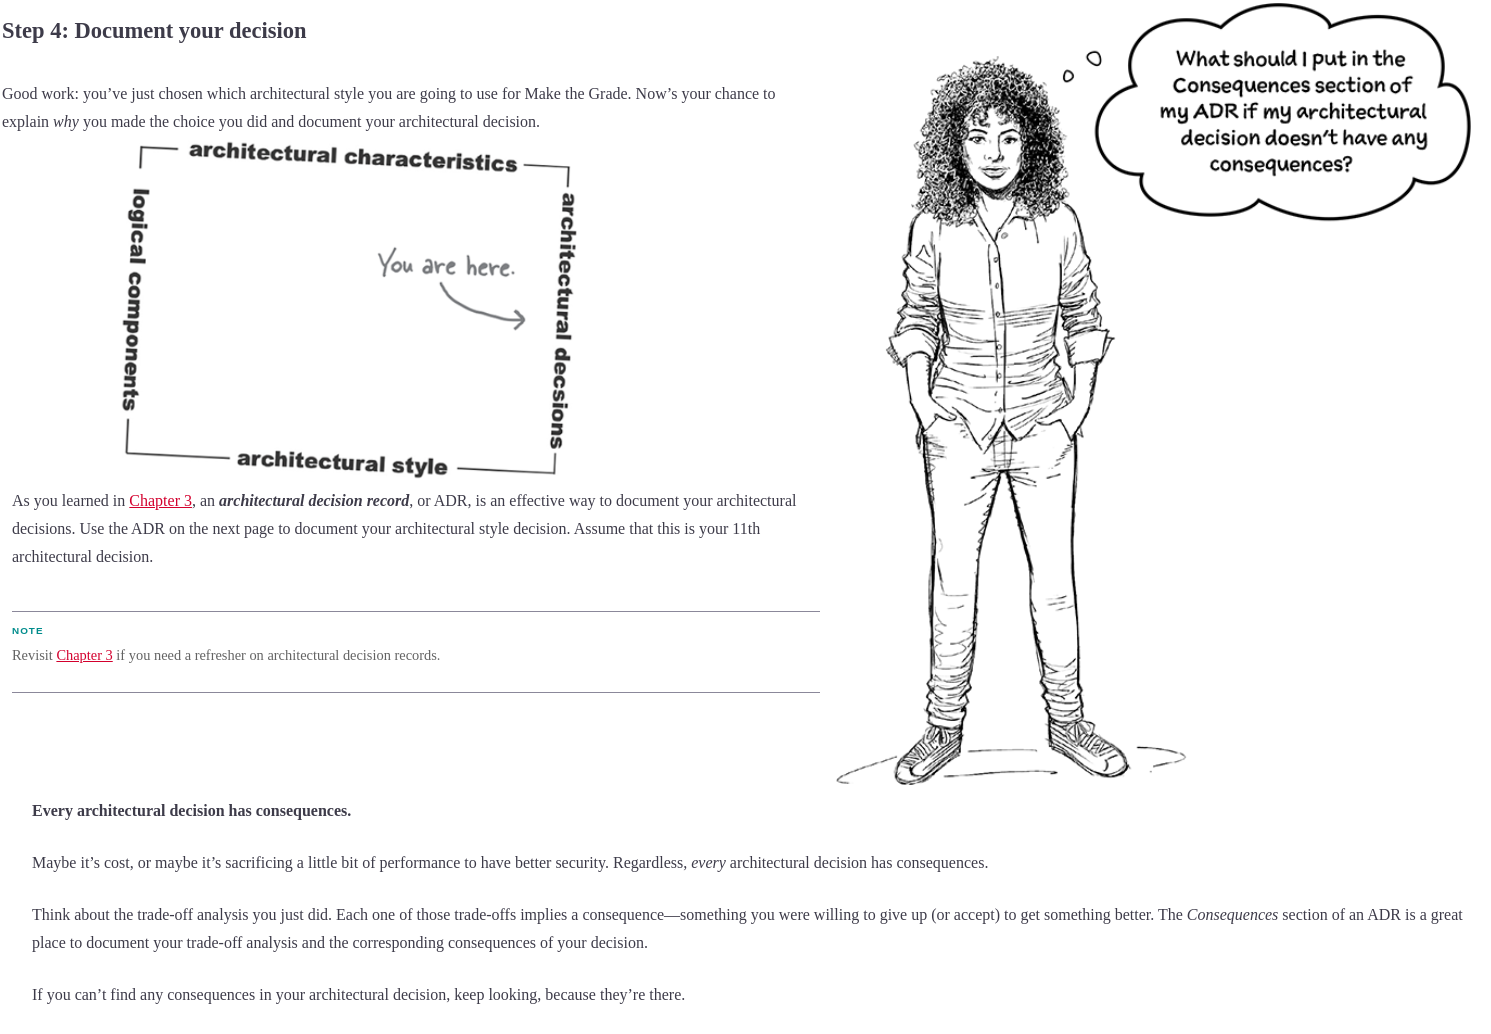 Step 4: Document your decision
Good work: you’ve just chosen which architectural style you are going to use for Make the Grade. Now’s your chance to
explain why you made the choice you did and document your architectural decision.
architectural characteristics
logical components
You are here.
architectural decsions
architectural style
As you learned in Chapter 3, an architectural decision record, or ADR, is an effective way to document your architectural
decisions. Use the ADR on the next page to document your architectural style decision. Assume that this is your 11th
architectural decision.
NOTE
Revisit Chapter 3 if you need a refresher on architectural decision records.
What should I put in the
Consequences section of
my ADR if my architectural
decision doesn’t have any
consequences?
Every architectural decision has consequences.
Maybe it’s cost, or maybe it’s sacrificing a little bit of performance to have better security. Regardless, every architectural decision has consequences.
Think about the trade-off analysis you just did. Each one of those trade-offs implies a consequence—something you were willing to give up (or accept) to get something better. The Consequences section of an ADR is a great
place to document your trade-off analysis and the corresponding consequences of your decision.
If you can’t find any consequences in your architectural decision, keep looking, because they’re there.